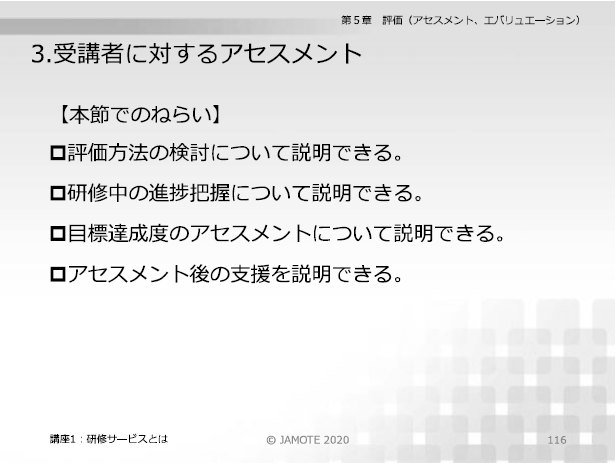 第5章 評価（アセスメント、エバリュエーション）
3.受講者に対するアセスメント
【本節でのねらい】
□評価方法の検討について説明できる。
□研修中の進捗把握について説明できる。
□目標達成度のアセスメントについて説明できる。
□アセスメント後の支援を説明できる。
講座1：研修サービスとは
© JAMOTE 2020
116